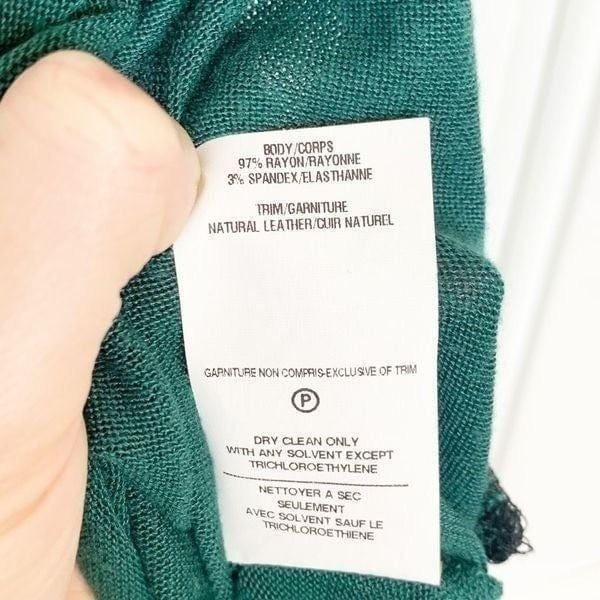 BODY/CORPS
97% RAYON/RAYONNE
3% SPANDEX/ELASTHANNE
TRIM/GARNITURE
NATURAL LEATHER/CUIR NATUREL
GARNITURE NON COMPRIS-EXCLUSIVE OF TRIM
P
DRY CLEAN ONLY
WITH ANY SOLVENT EXCEPT
TRICHLOROETHYLENE
NETTOYER A SEC
SEULEMENT
AVEC SOLVENT SAUF LE
TRICHLOROETHIENE